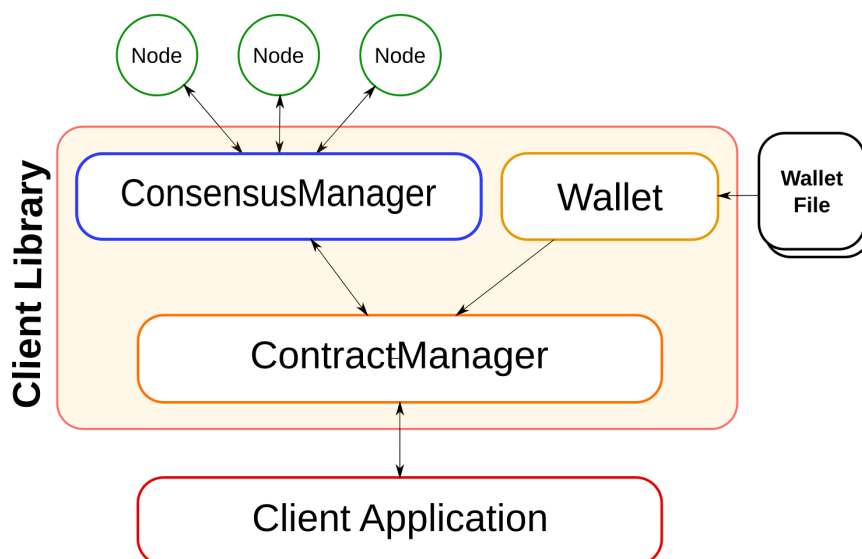 Node
Node
Node
Client Library
ConsensusManager
Wallet
Wallet
File
ContractManager
Client Application